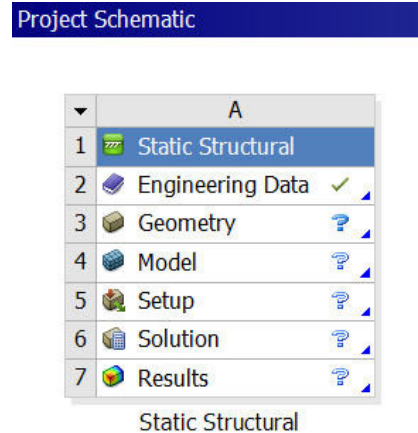 Project Schematic
A
1 Static Structural
2 Engineering Data
3 Geometry ?
4 Model ?
5 Setup ?
6 Solution ?
7 Results ?
Static Structural